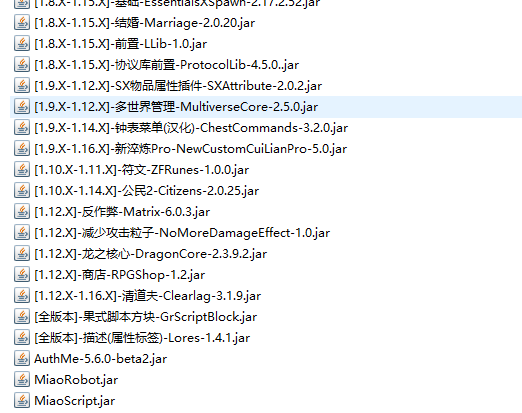 [1.8.X-1.15.X]-基础-EssentialsXSpawn-2.17.2.52.jar
[1.8.X-1.15.X]-结婚-Marriage-2.0.20.jar
[1.8.X-1.15.X]-前置-LLib-1.0.jar
[1.8.X-1.15.X]-协议库前置-ProtocolLib-4.5.0.jar
[1.9.X-1.12.X]-SX物品属性插件-SXAttribute-2.0.2.jar
[1.9.X-1.12.X]-多世界管理-MultiverseCore-2.5.0.jar
[1.9.X-1.14.X]-钟表菜单(汉化)-ChestCommands-3.2.0.jar
[1.9.X-1.16.X]-新淬炼Pro-NewCustomCuiLianPro-5.0.jar
[1.10.X-1.11.X]-符文-ZFRunes-1.0.0.jar
[1.10.X-1.14.X]-公民2-Citizens-2.0.25.jar
[1.12.X]-反作弊-Matrix-6.0.3.jar
[1.12.X]-减少攻击粒子-NoMoreDamageEffect-1.0.jar
[1.12.X]-龙之核心-DragonCore-2.3.9.2.jar
[1.12.X]-商店-RPGShop-1.2.jar
[1.12.X-1.16.X]-清道夫-Clearlag-3.1.9.jar
[全版本]-果式脚本方块-GrScriptBlock.jar
[全版本]-描述(属性标签)-Lores-1.4.1.jar
AuthMe-5.6.0-beta2.jar
MiaoRobot.jar
MiaoScript.jar